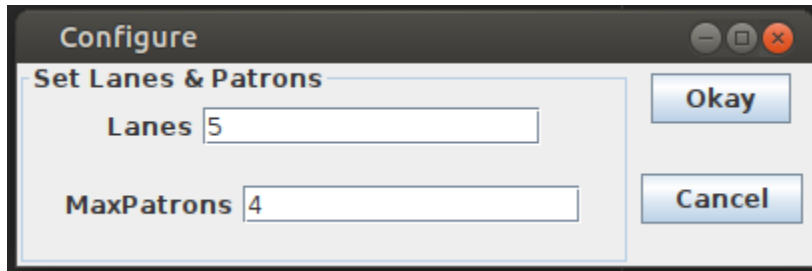 Configure
Set Lanes & Patrons
Lanes 5
MaxPatrons 4
Okay
Cancel